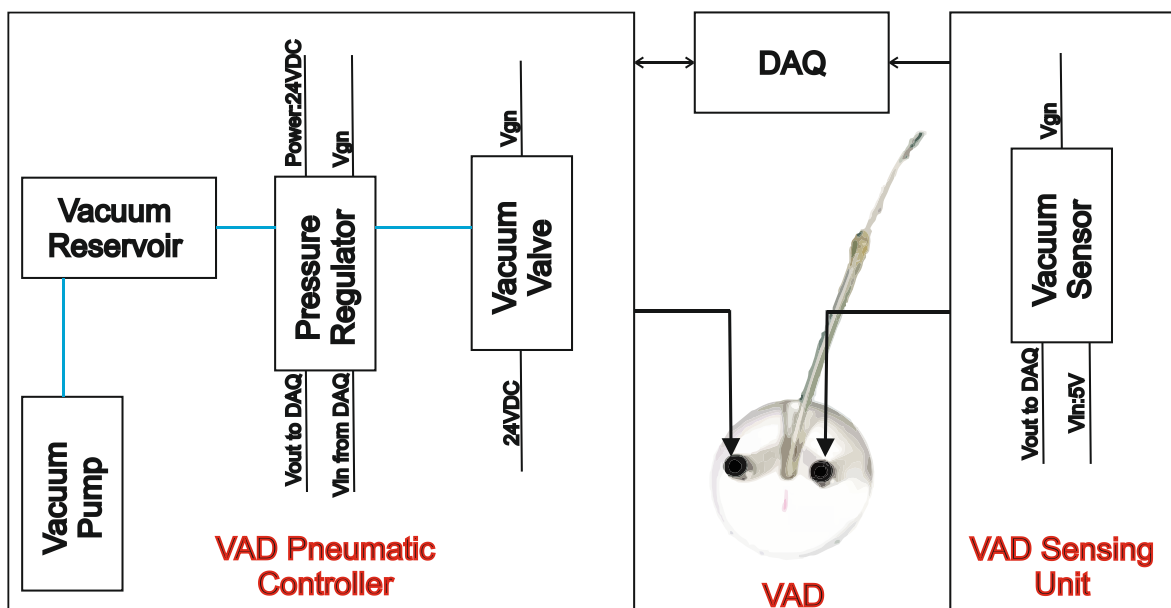 Power:24VDC
Vgn
Vgn
Vacuum
Reservoir
Pressure
Regulator
Vacuum
Valve
Vout to DAQ
VIn from DAQ
24VDC
Vacuum
Pump
VAD Pneumatic
Controller
DAQ
VAD
Vgn
Vacuum
Sensor
Vout to DAQ
VIn:5V
VAD Sensing
Unit